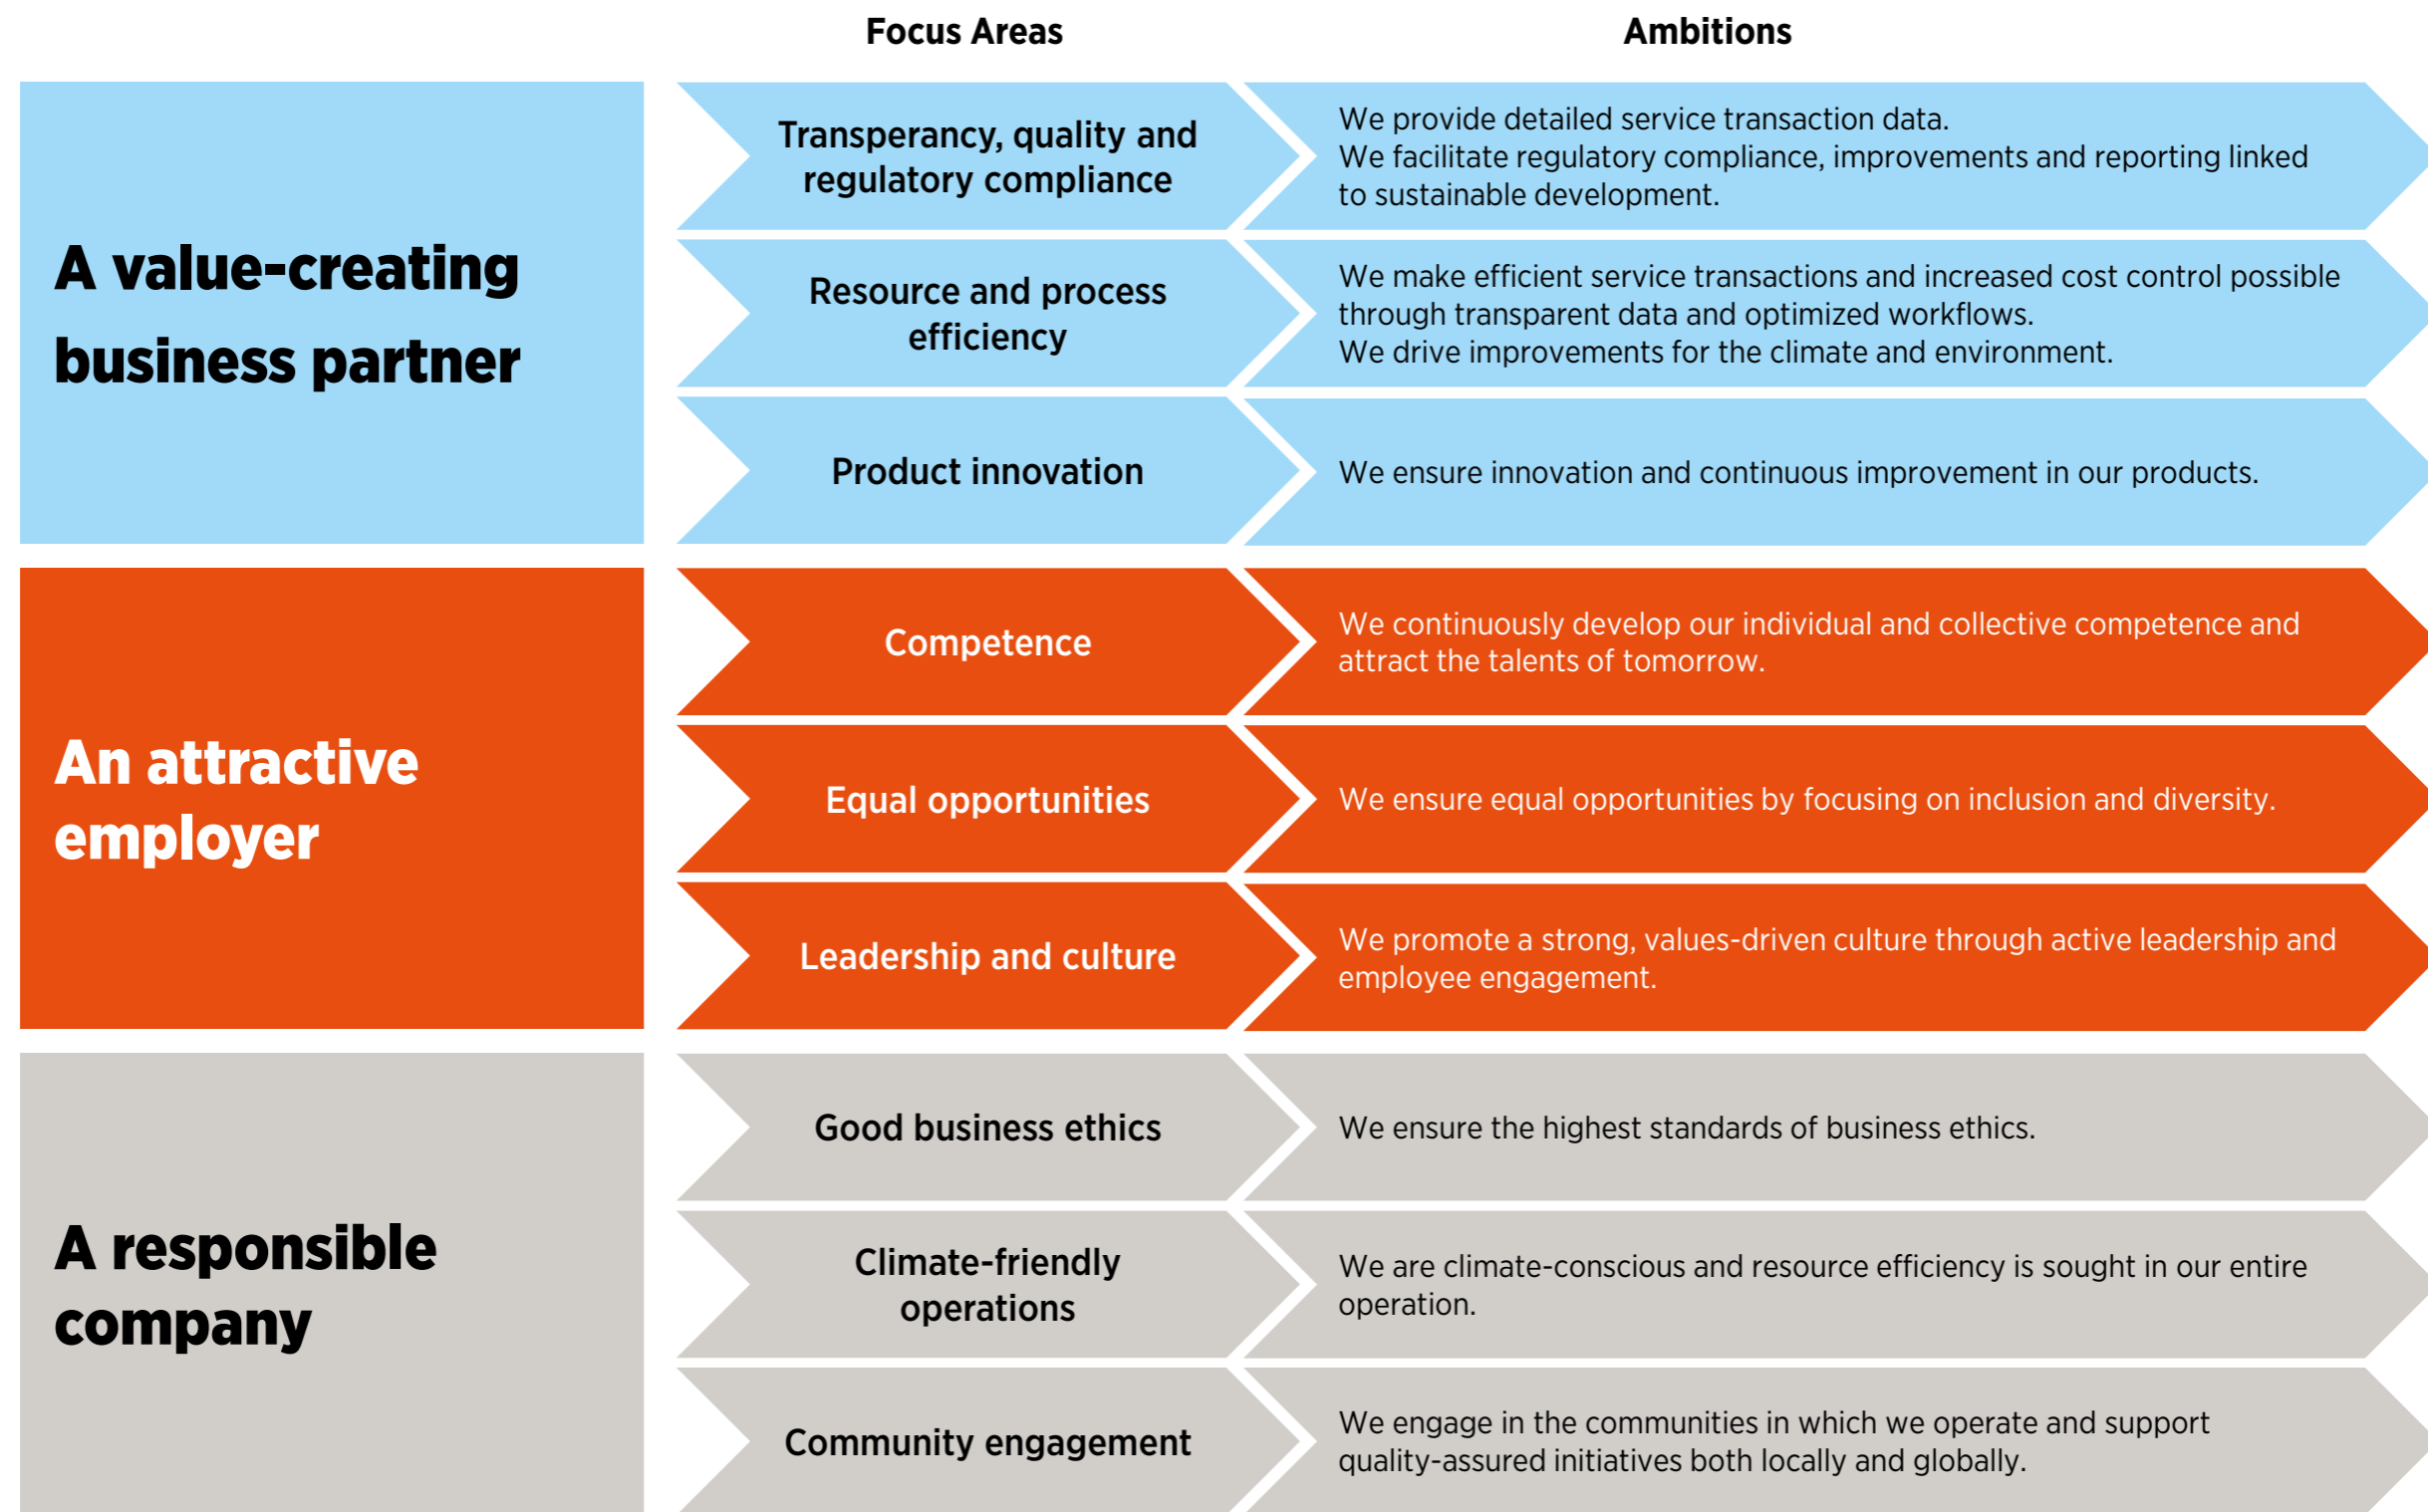 Focus Areas
Ambitions
A value-creating
business partner
Transperancy, quality and
regulatory compliance
We provide detailed service transaction data.
We facilitate regulatory compliance, improvements and reporting linked
to sustainable development.
Resource and process
efficiency
We make efficient service transactions and increased cost control possible
through transparent data and optimized workflows.
We drive improvements for the climate and environment.
Product innovation
We ensure innovation and continuous improvement in our products.
An attractive
employer
Competence
We continuously develop our individual and collective competence and
attract the talents of tomorrow.
Equal opportunities
We ensure equal opportunities by focusing on inclusion and diversity.
Leadership and culture
We promote a strong, values-driven culture through active leadership and
employee engagement.
A responsible
company
Good business ethics
We ensure the highest standards of business ethics.
Climate-friendly
operations
We are climate-conscious and resource efficiency is sought in our entire
operation.
Community engagement
We engage in the communities in which we operate and support
quality-assured initiatives both locally and globally.